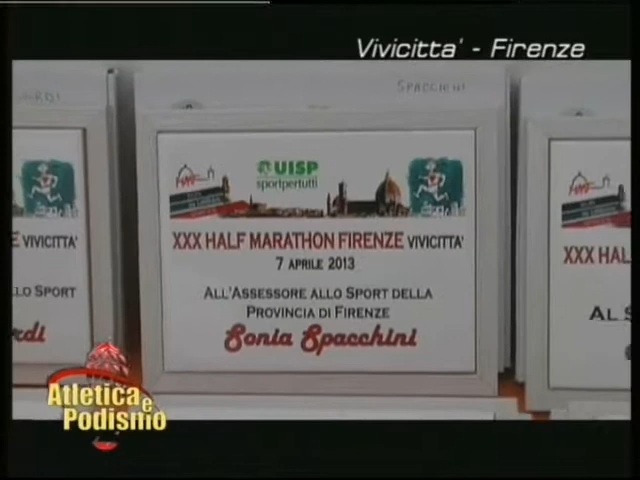 Vivicitta' - Firenze
SPACCHINI
UISP
sportpertutti
XXX HALF MARATHON FIRENZE VIVICITTA'
7 APRILE 2013
ALL'ASSESSORE ALLO SPORT DELLA
PROVINCIA DI FIRENZE
Sonia Spacchini
E VIVICITTA'
LO SPORT
rdi
XXX HAL
AL S
Atletica e
Podismo